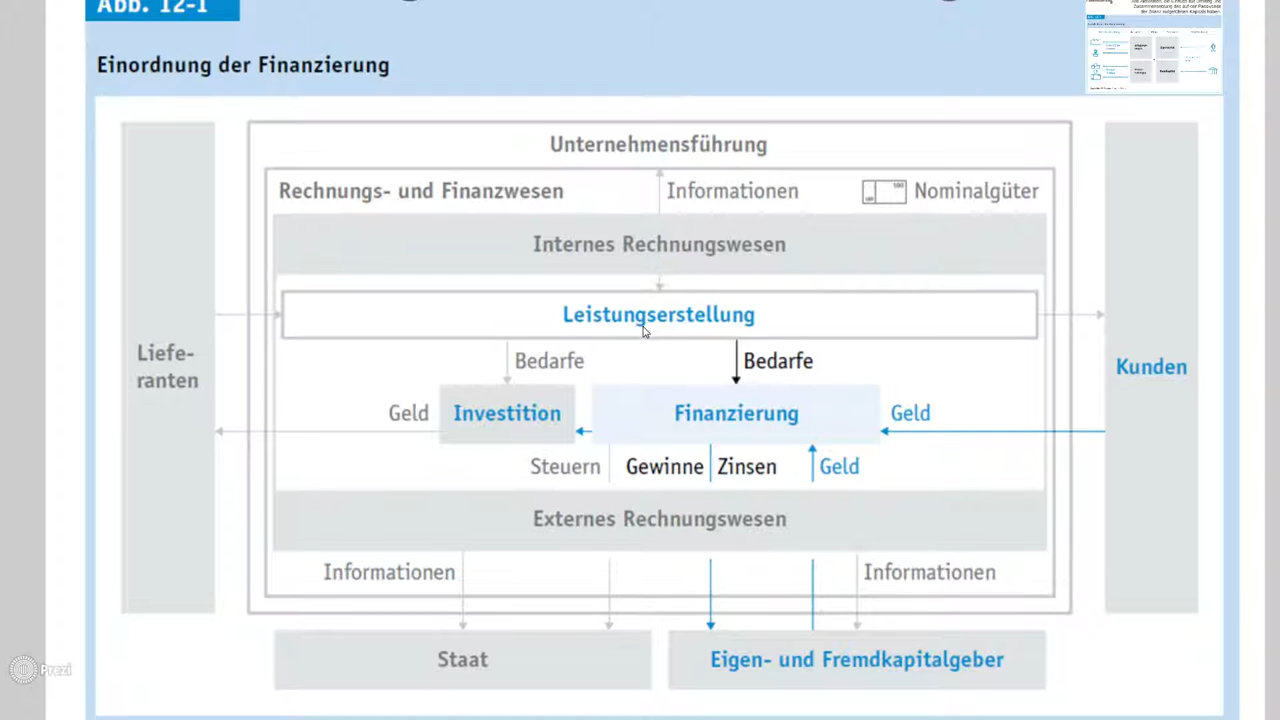 Abb. 12-1
Einordnung der Finanzierung
Unternehmensführung
Rechnungs- und Finanzwesen
Informationen
Nominalgüter
Internes Rechnungswesen
Leistungserstellung
Liefe-
ranten
Bedarfe
Bedarfe
Kunden
Geld
Investition
Finanzierung
Geld
Steuern
Gewinne
Zinsen
Geld
Externes Rechnungswesen
Informationen
Informationen
Staat
Eigen- und Fremdkapitalgeber
Prezi